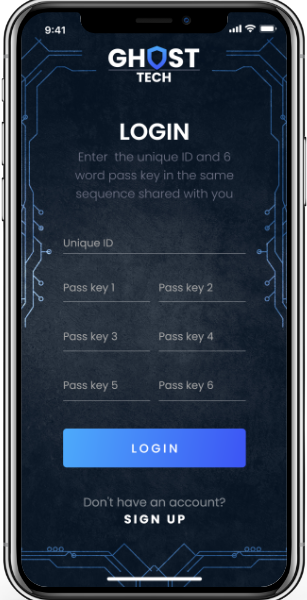 9:41
GHOST
TECH
LOGIN
Enter the unique ID and 6
word pass key in the same
sequence shared with you
Unique ID
Pass key 1 Pass key 2
Pass key 3 Pass key 4
Pass key 5 Pass key 6
LOGIN
Don't have an account?
SIGN UP